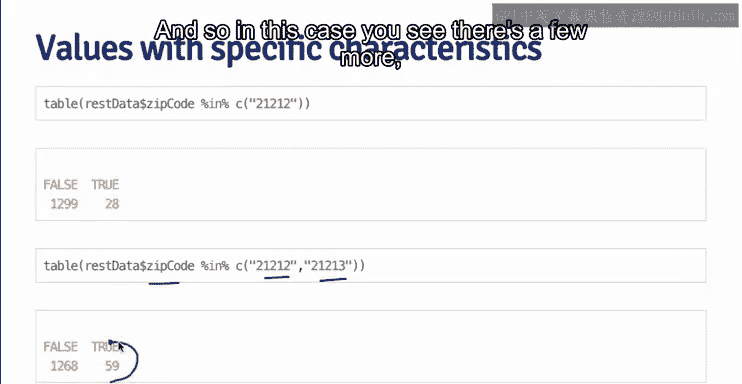 And so in this case you see there's a few
more,
Values with specific characteristics
table(restData$zipCode %in% c("21212"))
FALSE TRUE
1299 28
table(restData$zipCode %in% c("21212","21213"))
FALSE TRUE
1268 59